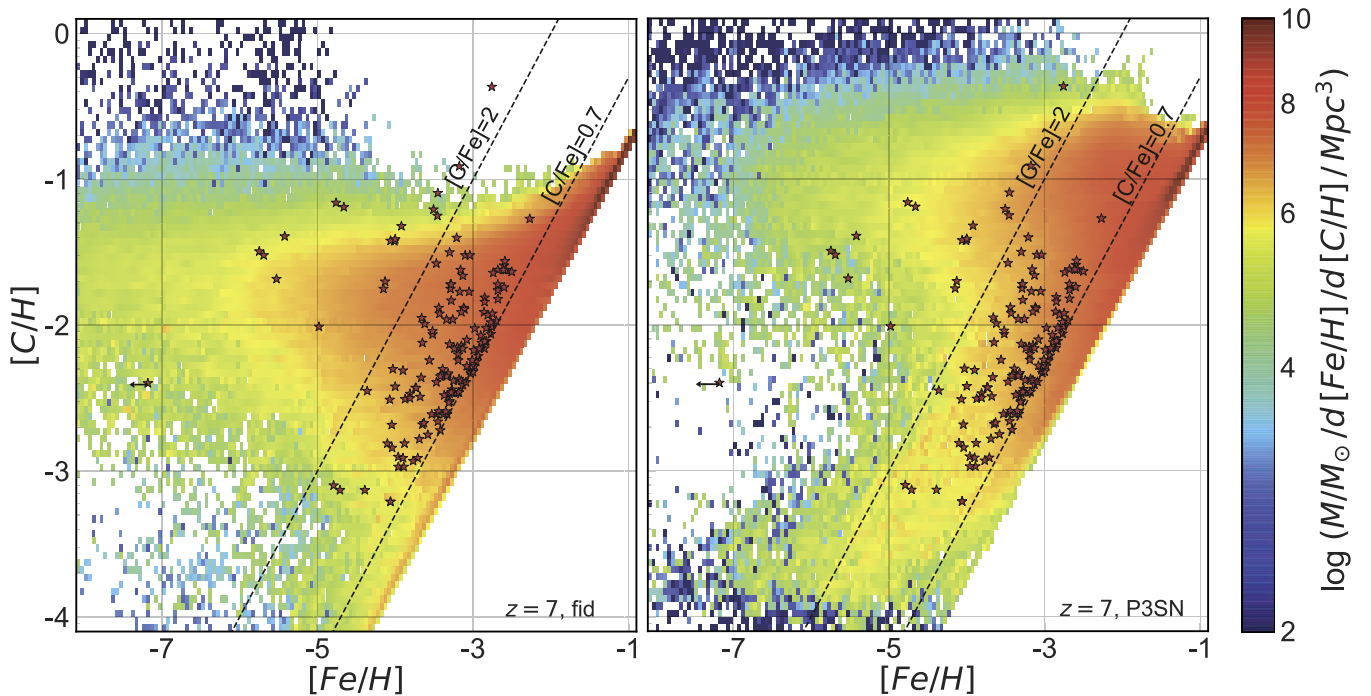 0
-1
-2
-3
-4
[C/H]
[C/Fe]=2
[C/Fe]=0.7
z = 7, fid
-7
-5
-3
-1
[Fe/H]
[C/Fe]=2
[C/Fe]=0.7
z = 7, P3SN
-7
-5
-3
-1
[Fe/H]
10
8
6
4
2
log (M/M⊙/d [Fe/H]/d [C/H]/Mpc³)